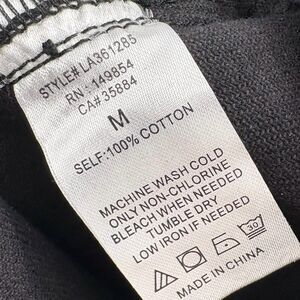 STYLE# LA361285
RN : 149854
CA# 35884
M
SELF: 100% COTTON
MACHINE WASH COLD
ONLY NON-CHLORINE
BLEACH WHEN NEEDED
TUMBLE DRY
LOW IRON IF NEEDED
30
MADE IN CHINA